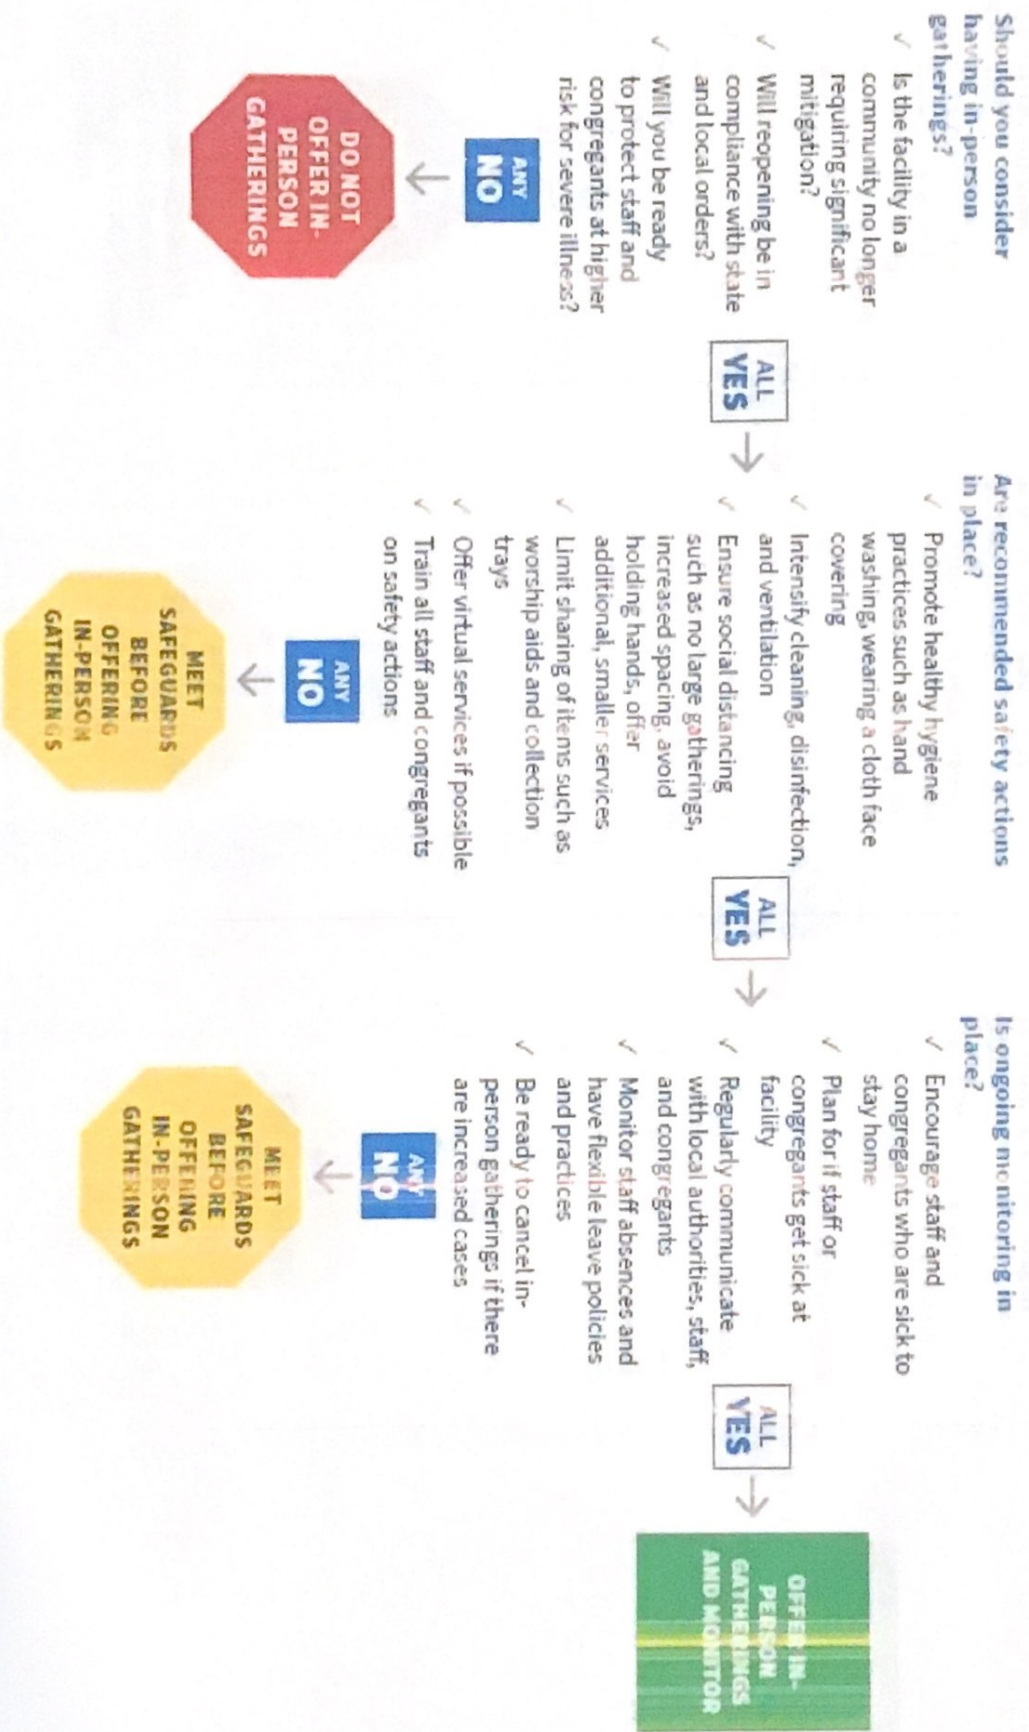 Should you consider
having in-person
gatherings?
✓ Is the facility in a
community no longer
requiring significant
mitigation?
✓ Will reopening be in
compliance with state
and local orders?
✓ Will you be ready
to protect staff and
congregants at higher
risk for severe illness?
ANY
NO
DO NOT
OFFER IN-
PERSON
GATHERINGS
ALL
YES
Are recommended safety actions
in place?
✓ Promote healthy hygiene
practices such as hand
washing, wearing a cloth face
covering
✓ Intensify cleaning, disinfection,
and ventilation
✓ Ensure social distancing
such as no large gatherings,
increased spacing, avoid
holding hands, offer
additional, smaller services
✓ Limit sharing of items such as
worship aids and collection
trays
✓ Offer virtual services if possible
✓ Train all staff and congregants
on safety actions
ANY
NO
MEET
SAFEGUARDS
BEFORE
OFFERING
IN-PERSON
GATHERINGS
ALL
YES
Is ongoing monitoring in
place?
✓ Encourage staff and
congregants who are sick to
stay home
✓ Plan for if staff or
congregants get sick at
facility
✓ Regularly communicate
with local authorities, staff,
and congregants
✓ Monitor staff absences and
have flexible leave policies
and practices
✓ Be ready to cancel in-
person gatherings if there
are increased cases
ANY
NO
MEET
SAFEGUARDS
BEFORE
OFFERING
IN-PERSON
GATHERINGS
ALL
YES
OFFER IN-
PERSON
GATHERINGS
AND MONITOR